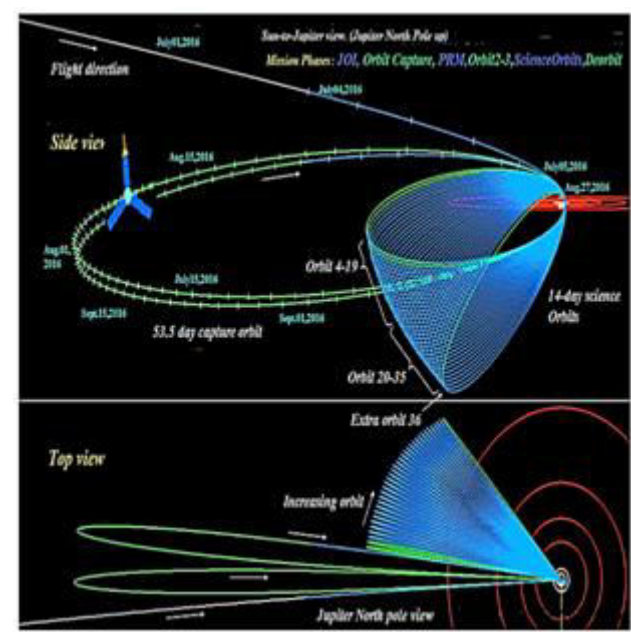 Sun-to-Jupiter view. (Jupiter North Pole up)
Mission Phases: JOI, Orbit Capture, PRM,Orbit2-3,ScienceOrbits,Deorbit
July01,2016
Flight direction
July04,2016
Side view
Aug.15,2016
July05,2016
Aug.27,2016
Aug.01,
2016
Orbit 4-19
July15,2016
14-day science
Orbits
Sept.15,2016
Sept.01,2016
53.5 day capture orbit
Orbit 20-35
Extra orbit 36
Top view
Increasing orbit
Jupiter North pole view